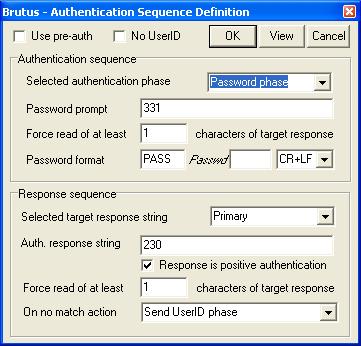 Brutus - Authentication Sequence Definition
Use pre-auth No UserID OK View Cancel
Authentication sequence
Selected authentication phase Password phase
Password prompt 331
Force read of at least 1 characters of target response
Password format PASS Passwd CR+LF
Response sequence
Selected target response string Primary
Auth. response string 230
Response is positive authentication
Force read of at least 1 characters of target response
On no match action Send UserID phase